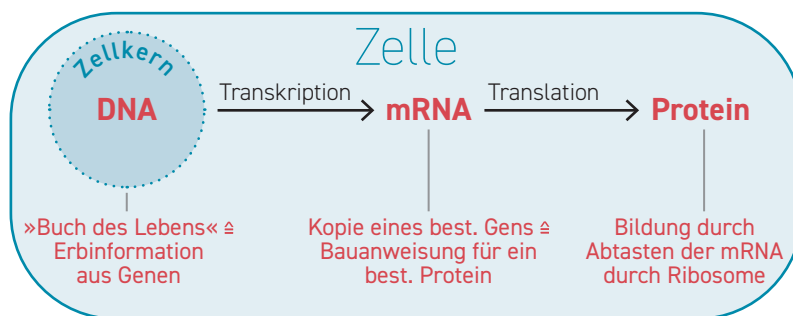 Zelle
Zellkern
DNA
Transkription
mRNA
Translation
Protein
»Buch des Lebens« ≙
Erbinformation
aus Genen
Kopie eines best. Gens ≙
Bauanweisung für ein
best. Protein
Bildung durch
Abtasten der mRNA
durch Ribosome